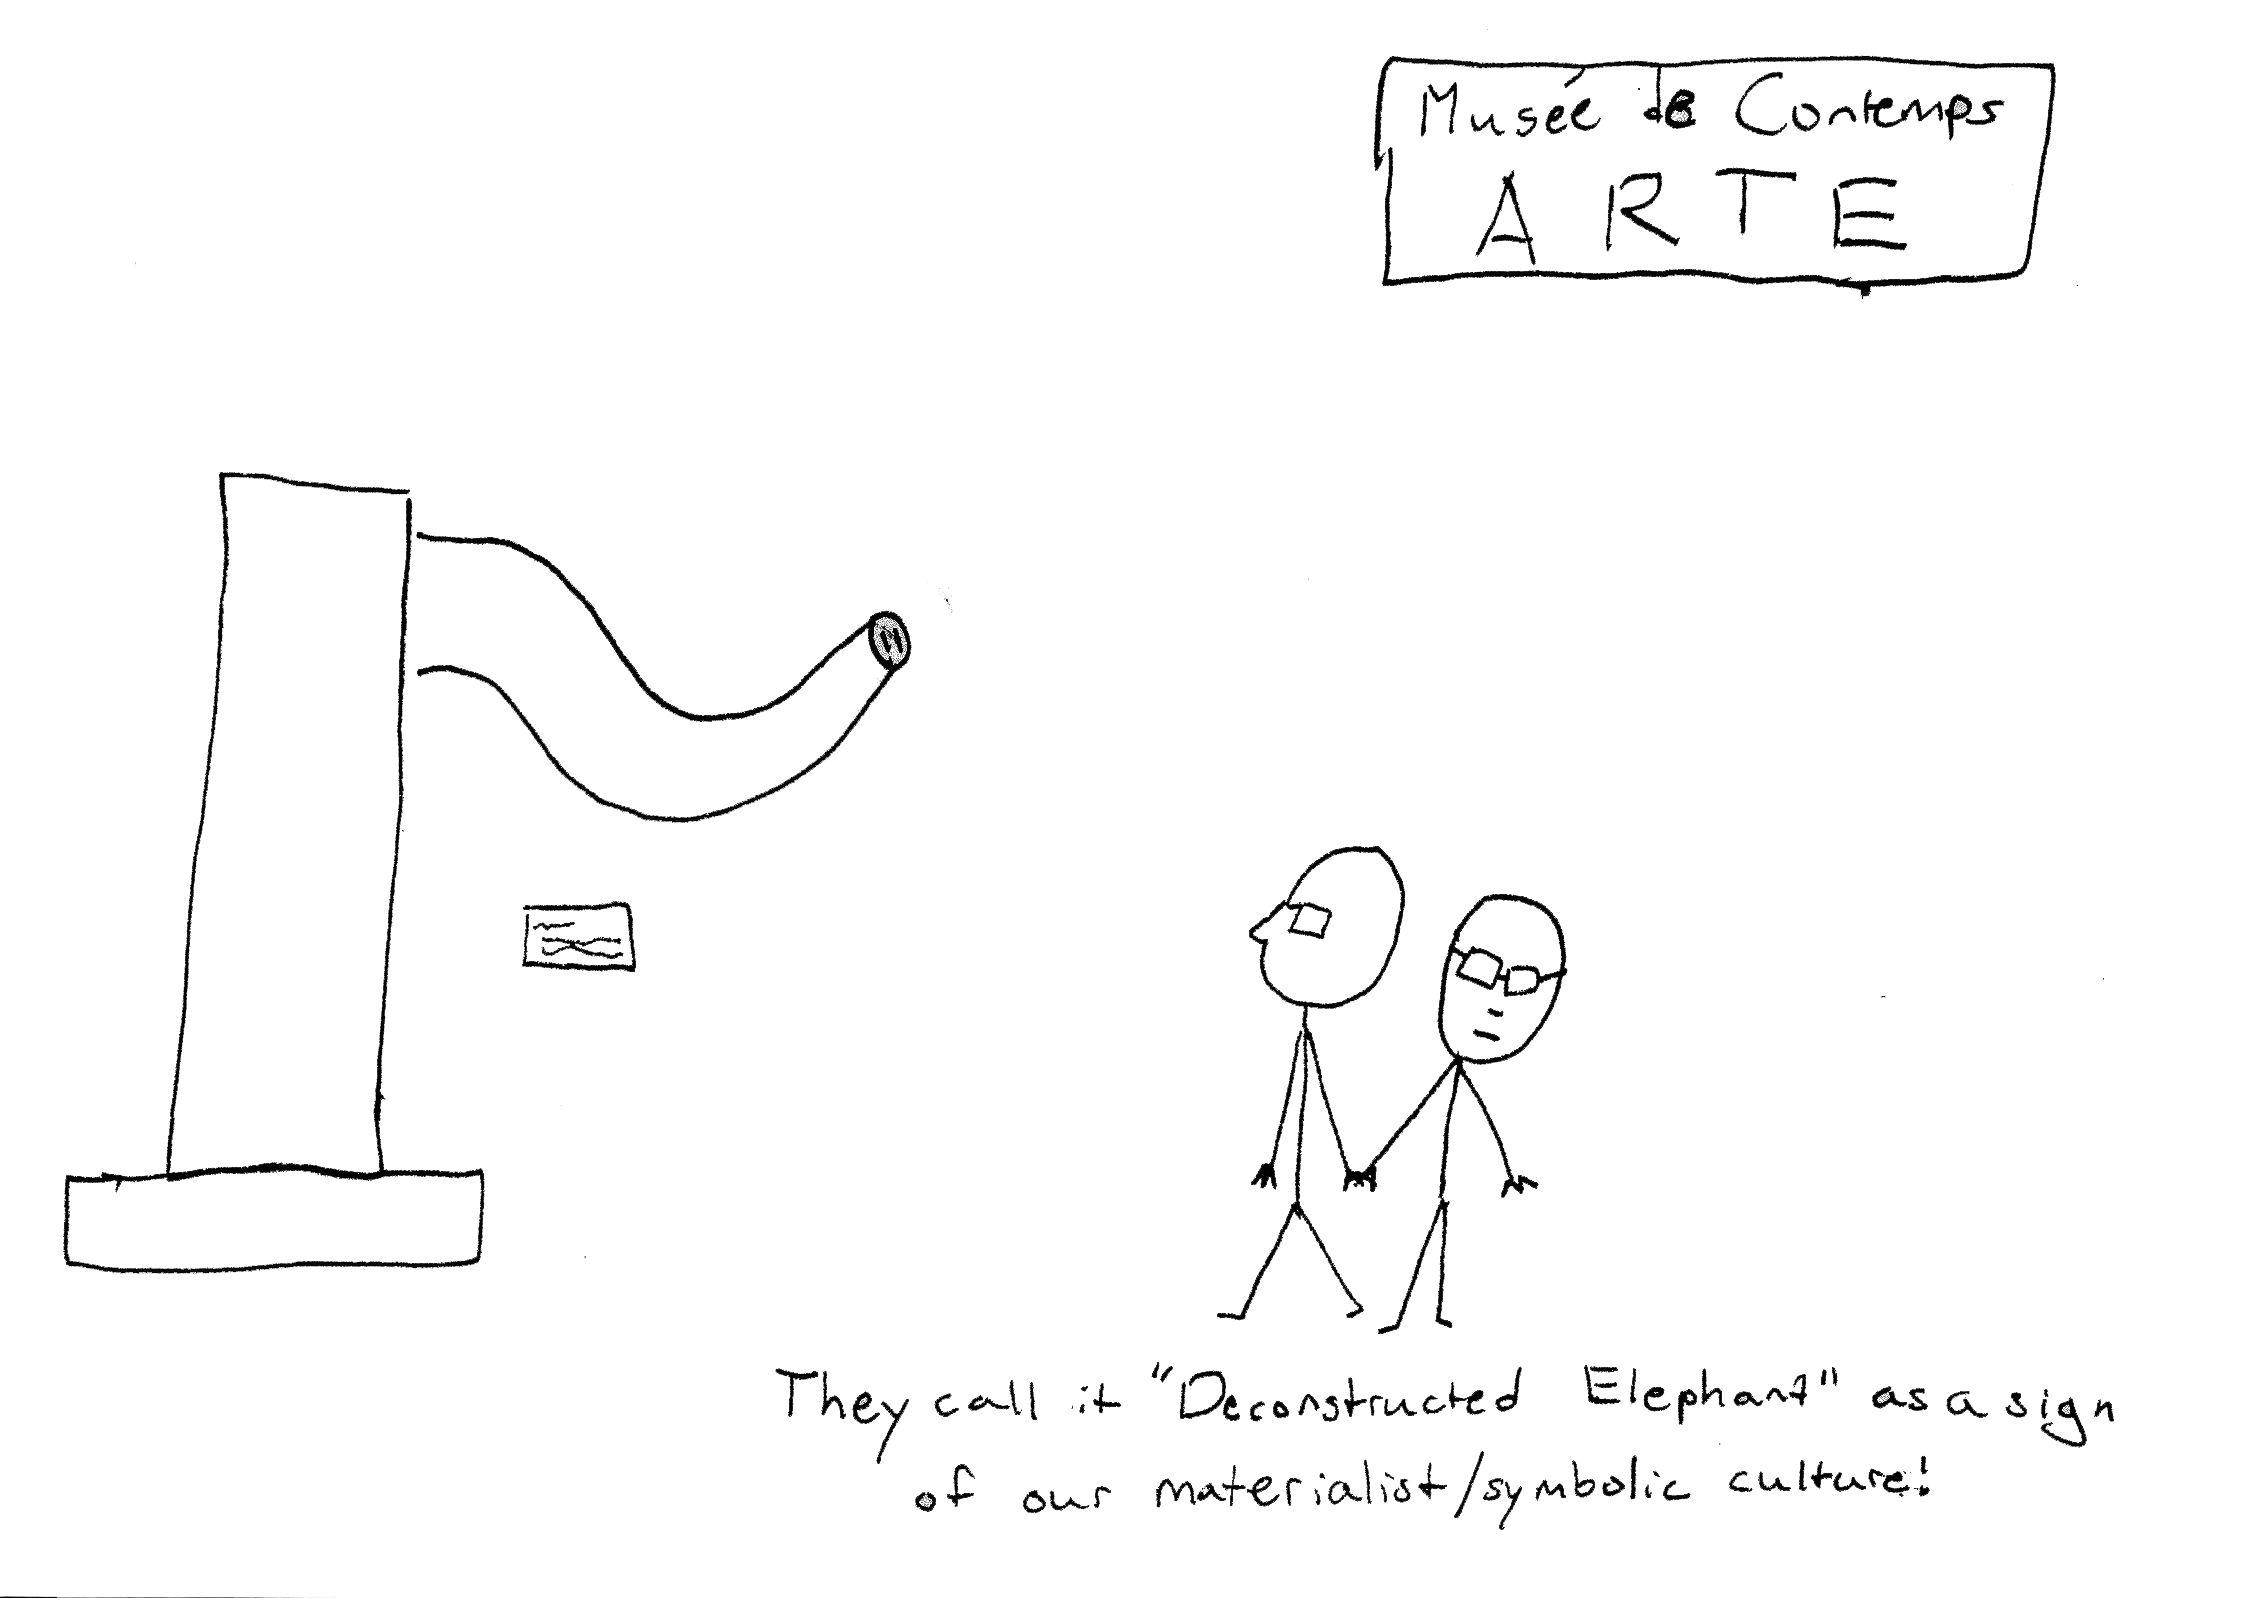 Musée de Contemps
ARTE
They call it "Deconstructed Elephant" as a sign
of our materialist/symbolic culture!